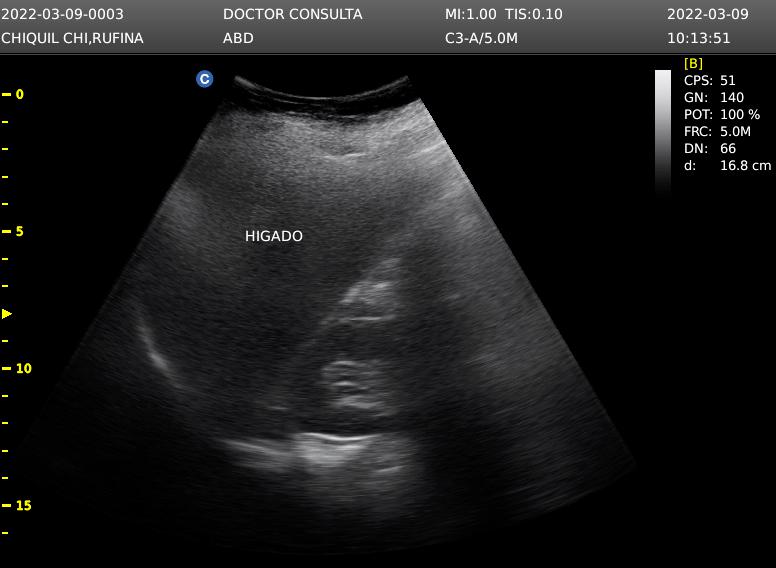 2022-03-09-0003 DOCTOR CONSULTA MI:1.00 TIS:0.10 2022-03-09
CHIQUIL CHI,RUFINA ABD C3-A/5.0M 10:13:51
C
[B]
CPS: 51
GN: 140
POT: 100 %
FRC: 5.0M
DN: 66
d: 16.8 cm
0
5
HIGADO
10
15